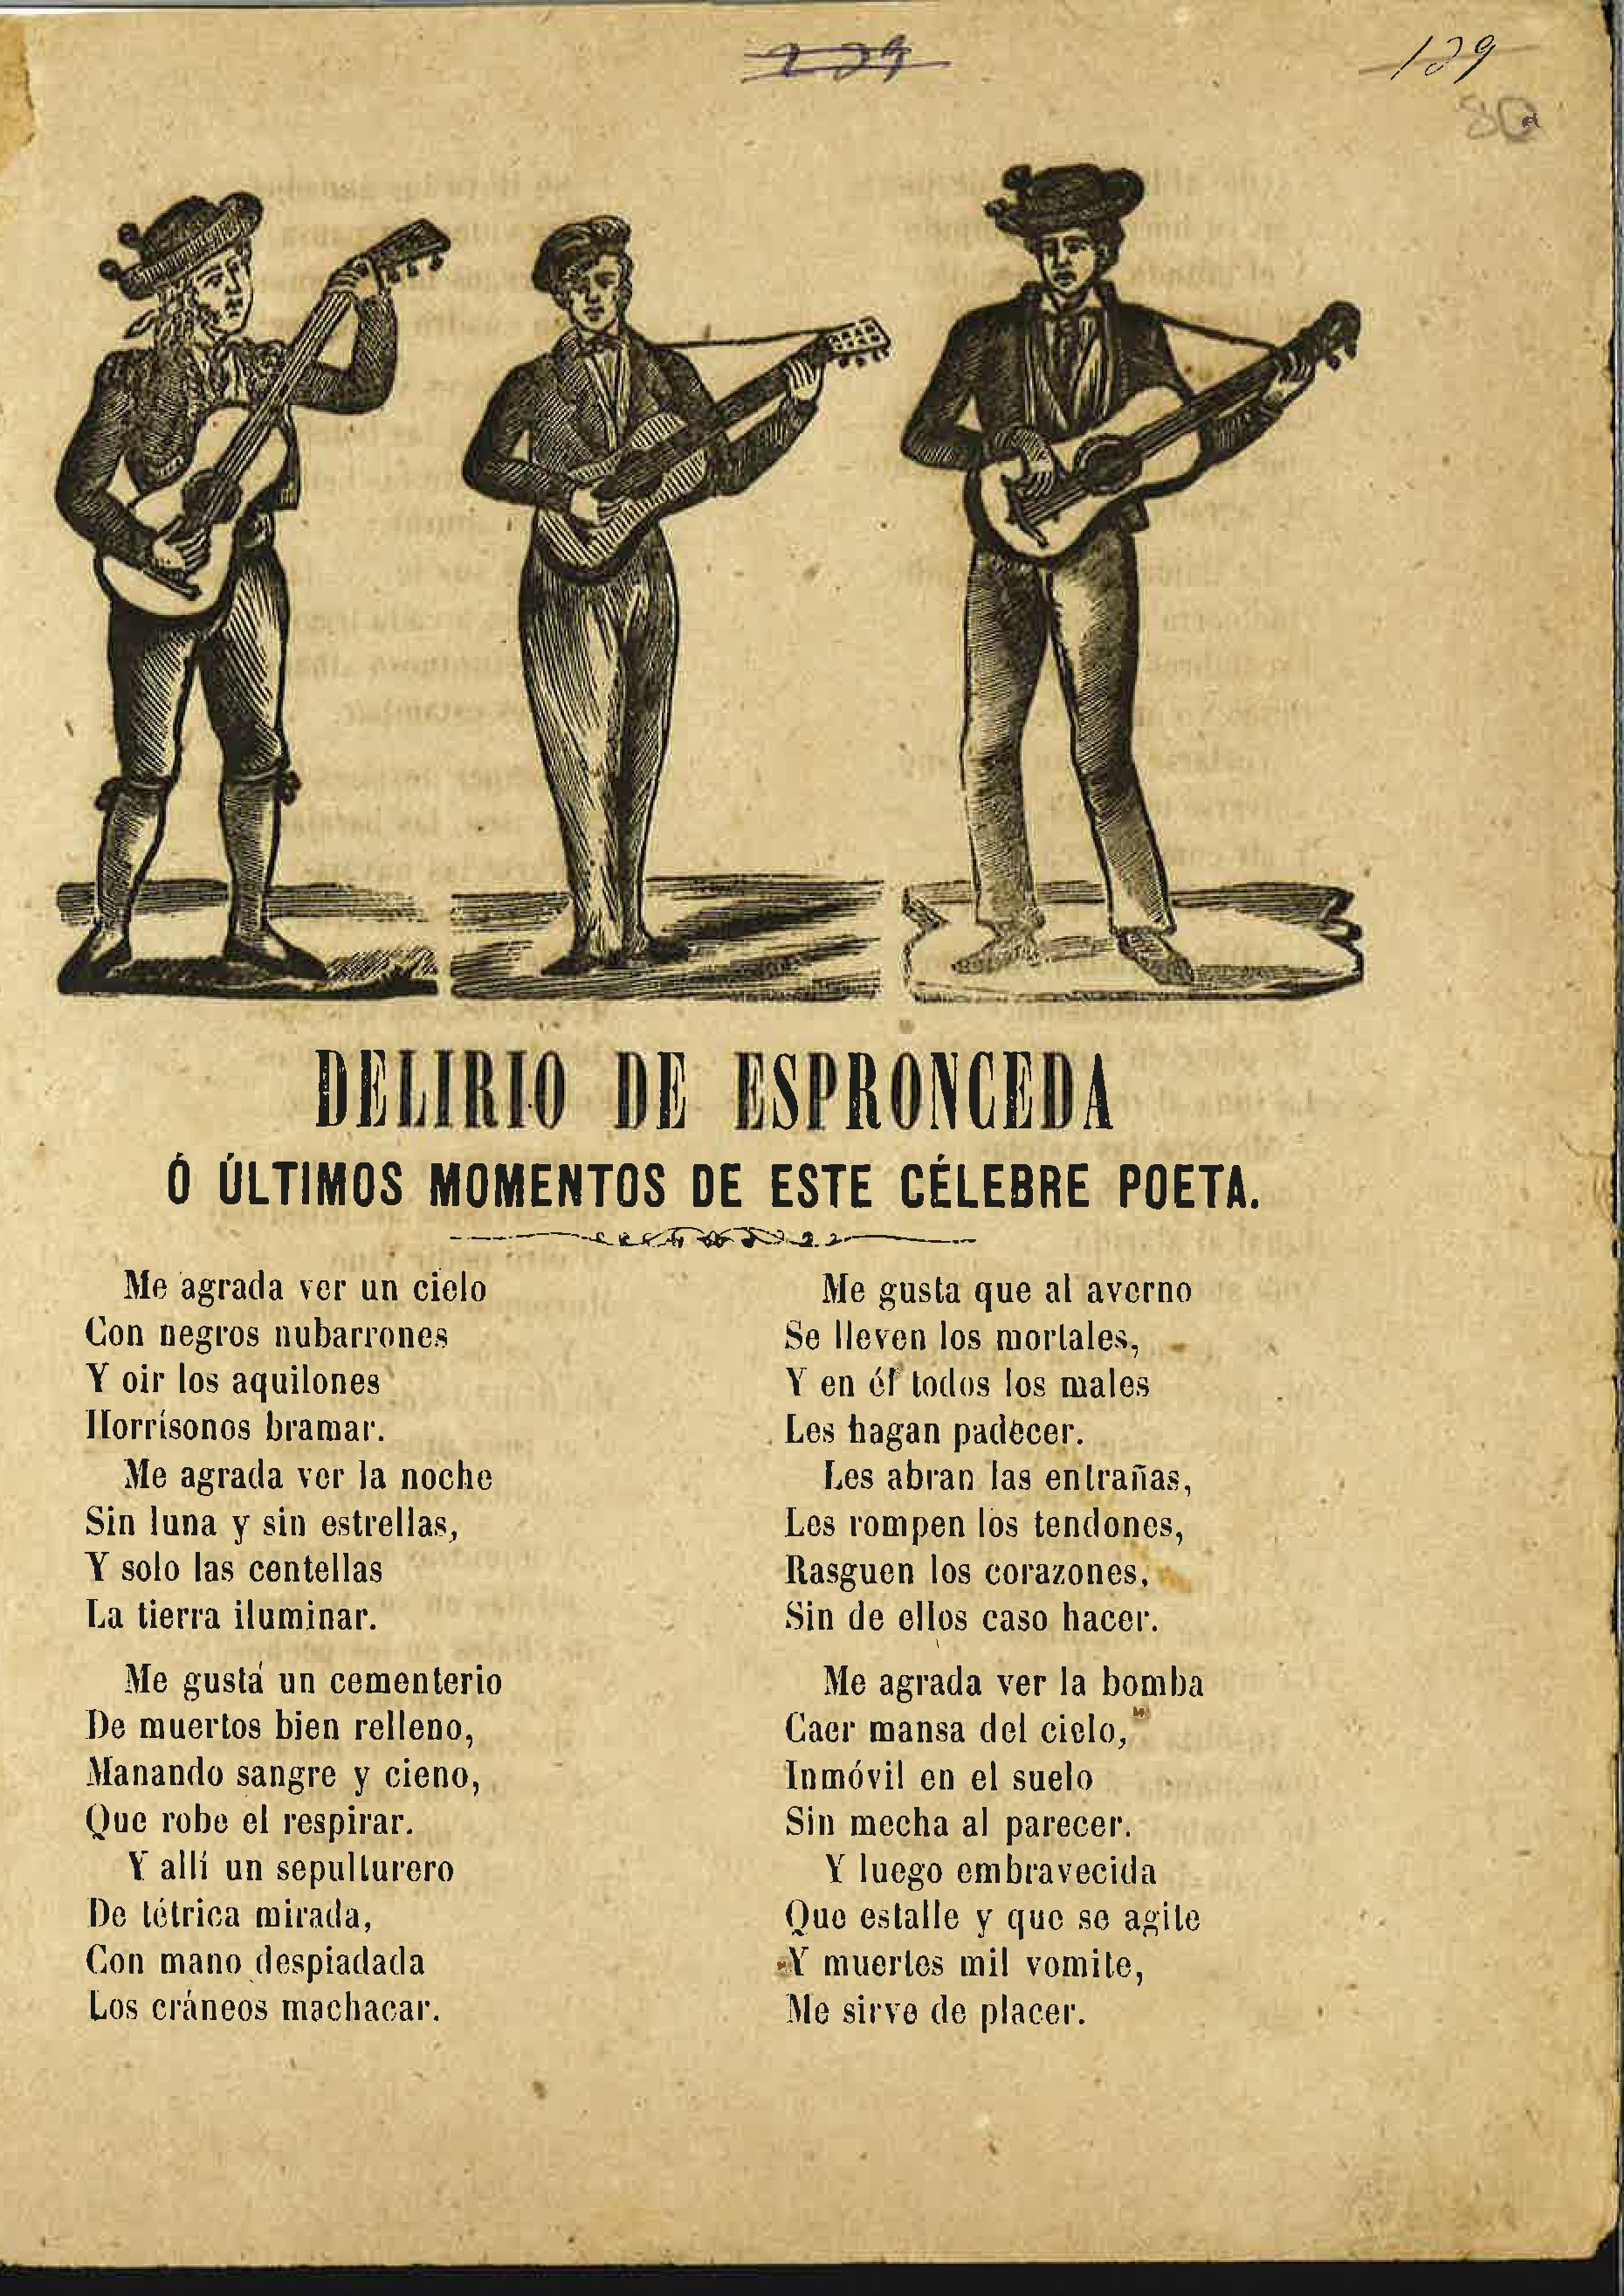 129
DELIRIO DE ESPRONCEDA
Ó ÚLTIMOS MOMENTOS DE ESTE CÉLEBRE POETA.
Me agrada ver un cielo
Con negros nubarrones
Y oir los aquilones
Horrísonos bramar.
Me agrada ver la noche
Sin luna y sin estrellas,
Y solo las centellas
La tierra iluminar.
Me gusta un cementerio
De muertos bien relleno,
Manando sangre y cieno,
Que robe el respirar.
Y allí un sepulturero
De tétrica mirada,
Con mano despiadada
Los cráneos machacar.
Me gusta que al averno
Se lleven los mortales,
Y en él todos los males
Les hagan padecer.
Les abran las entrañas,
Les rompen los tendones,
Rasguen los corazones,
Sin de ellos caso hacer.
Me agrada ver la bomba
Caer mansa del cielo,
Inmóvil en el suelo
Sin mecha al parecer.
Y luego embravecida
Que estalle y que se agite
Y muertes mil vomite,
Me sirve de placer.